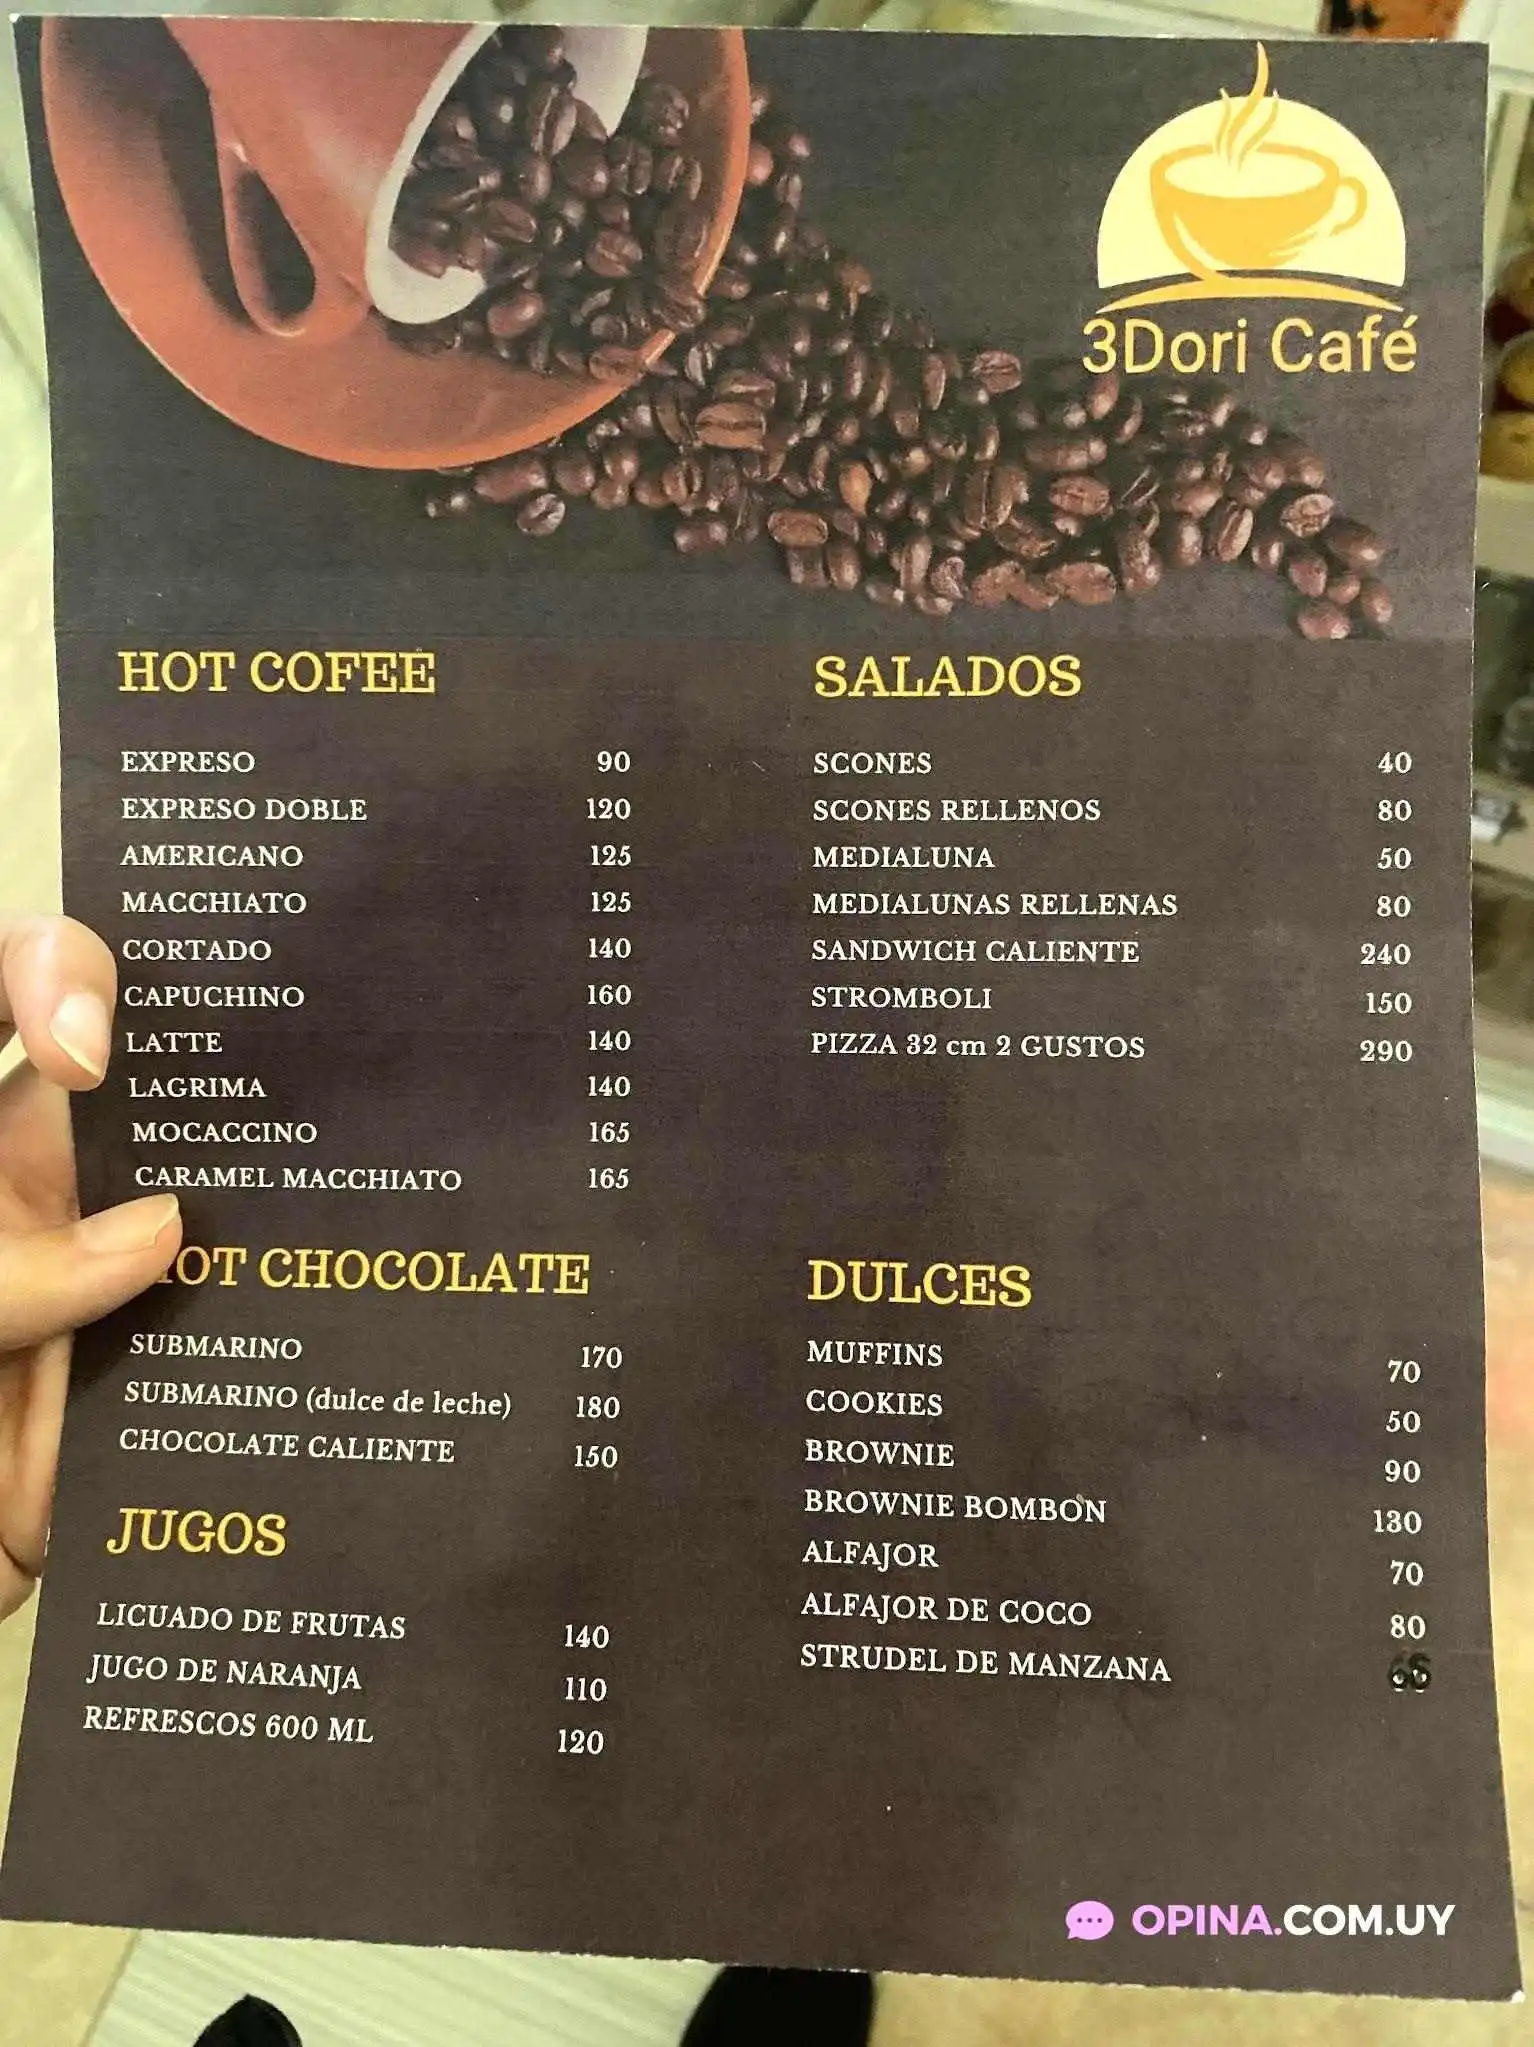 3Dori Café
HOT COFEE
EXPRESO 90
EXPRESO DOBLE 120
AMERICANO 125
MACCHIATO 125
CORTADO 140
CAPUCHINO 160
LATTE 140
LAGRIMA 140
MOCACCINO 165
CARAMEL MACCHIATO 165
HOT CHOCOLATE
SUBMARINO 170
SUBMARINO (dulce de leche) 180
CHOCOLATE CALIENTE 150
JUGOS
LICUADO DE FRUTAS 140
JUGO DE NARANJA 110
REFRESCOS 600 ML 120
SALADOS
SCONES 40
SCONES RELLENOS 80
MEDIALUNA 50
MEDIALUNAS RELLENAS 80
SANDWICH CALIENTE 240
STROMBOLI 150
PIZZA 32 cm 2 GUSTOS 290
DULCES
MUFFINS 70
COOKIES 50
BROWNIE 90
BROWNIE BOMBON 130
ALFAJOR 70
ALFAJOR DE COCO 80
STRUDEL DE MANZANA
OPINA.COM.UY